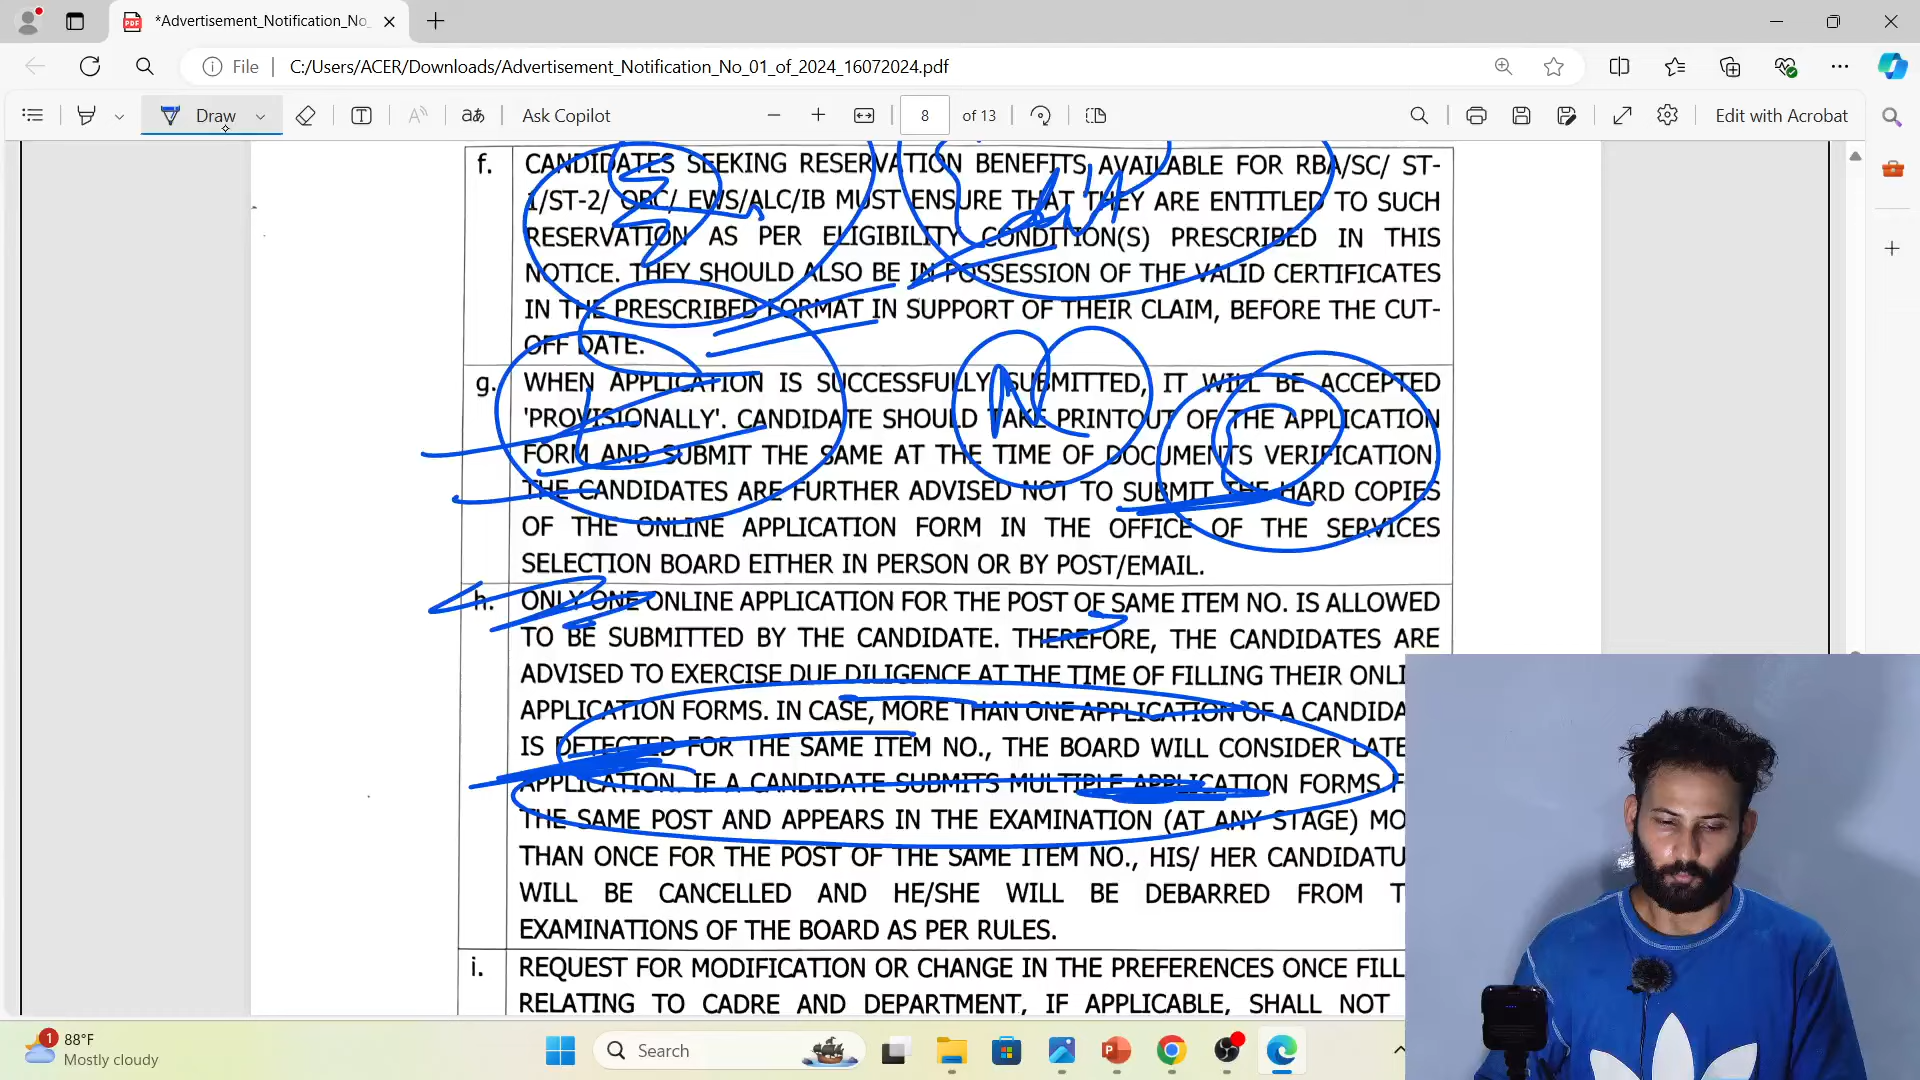 *Advertisement_Notification_No_
File
C:/Users/ACER/Downloads/Advertisement_Notification_No_01_of_2024_16072024.pdf
Draw
Ask Copilot
8
of 13
Edit with Acrobat
f. CANDIDATES SEEKING RESERVATION BENEFITS AVAILABLE FOR RBA/SC/ ST-
1/ST-2/ OBC/ EWS/ALC/IB MUST ENSURE THAT THEY ARE ENTITLED TO SUCH
RESERVATION AS PER ELIGIBILITY CONDITION(S) PRESCRIBED IN THIS
NOTICE. THEY SHOULD ALSO BE IN POSSESSION OF THE VALID CERTIFICATES
IN THE PRESCRIBED FORMAT IN SUPPORT OF THEIR CLAIM, BEFORE THE CUT-
OFF DATE.
g. WHEN APPLICATION IS SUCCESSFULLY SUBMITTED, IT WILL BE ACCEPTED
'PROVISIONALLY'. CANDIDATE SHOULD TAKE PRINTOUT OF THE APPLICATION
FORM AND SUBMIT THE SAME AT THE TIME OF DOCUMENTS VERIFICATION.
THE CANDIDATES ARE FURTHER ADVISED NOT TO SUBMIT THE HARD COPIES
OF THE ONLINE APPLICATION FORM IN THE OFFICE OF THE SERVICES
SELECTION BOARD EITHER IN PERSON OR BY POST/EMAIL.
h. ONLY ONE ONLINE APPLICATION FOR THE POST OF SAME ITEM NO. IS ALLOWED
TO BE SUBMITTED BY THE CANDIDATE. THEREFORE, THE CANDIDATES ARE
ADVISED TO EXERCISE DUE DILIGENCE AT THE TIME OF FILLING THEIR ONLI
APPLICATION FORMS. IN CASE, MORE THAN ONE APPLICATION OF A CANDIDA
IS DETECTED FOR THE SAME ITEM NO., THE BOARD WILL CONSIDER LATE
APPLICATION. IF A CANDIDATE SUBMITS MULTIPLE APPLICATION FORMS F
THE SAME POST AND APPEARS IN THE EXAMINATION (AT ANY STAGE) MO
THAN ONCE FOR THE POST OF THE SAME ITEM NO., HIS/ HER CANDIDATU
WILL BE CANCELLED AND HE/SHE WILL BE DEBARRED FROM T
EXAMINATIONS OF THE BOARD AS PER RULES.
i. REQUEST FOR MODIFICATION OR CHANGE IN THE PREFERENCES ONCE FILL
RELATING TO CADRE AND DEPARTMENT, IF APPLICABLE, SHALL NOT
1
88°F
Mostly cloudy
Search